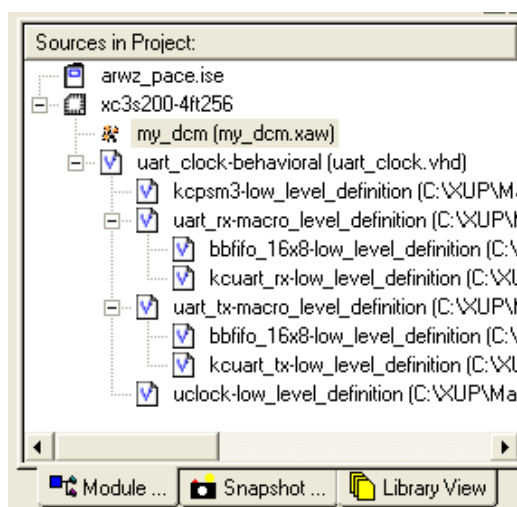 Sources in Project:
arwz_pace.ise
xc3s200-4ft256
my_dcm (my_dcm.xaw)
uart_clock-behavioral (uart_clock.vhd)
kcpsm3-low_level_definition (C:\XUP\Ma
uart_rx-macro_level_definition (C:\XUP\M
bbfifo_16x8-low_level_definition (C:\
kcuart_rx-low_level_definition (C:\XU
uart_tx-macro_level_definition (C:\XUP\M
bbfifo_16x8-low_level_definition (C:\
kcuart_tx-low_level_definition (C:\XU
uclock-low_level_definition (C:\XUP\Ma
Module ... Snapshot ... Library View